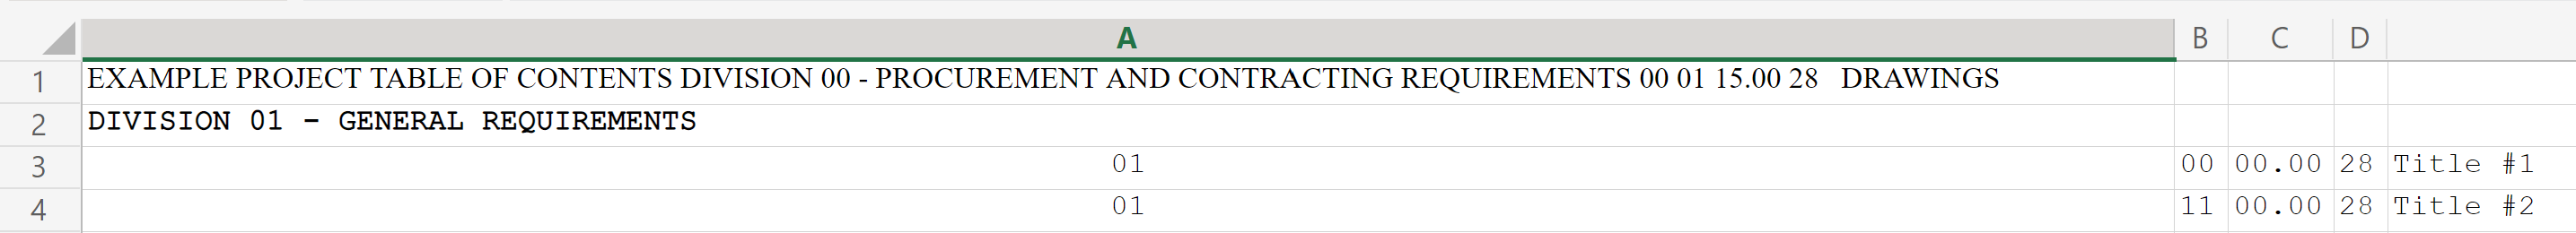 A B C D
1 EXAMPLE PROJECT TABLE OF CONTENTS DIVISION 00 - PROCUREMENT AND CONTRACTING REQUIREMENTS 00 01 15.00 28 DRAWINGS
2 DIVISION 01 - GENERAL REQUIREMENTS
3 01 00 00.00 28 Title #1
4 01 11 00.00 28 Title #2